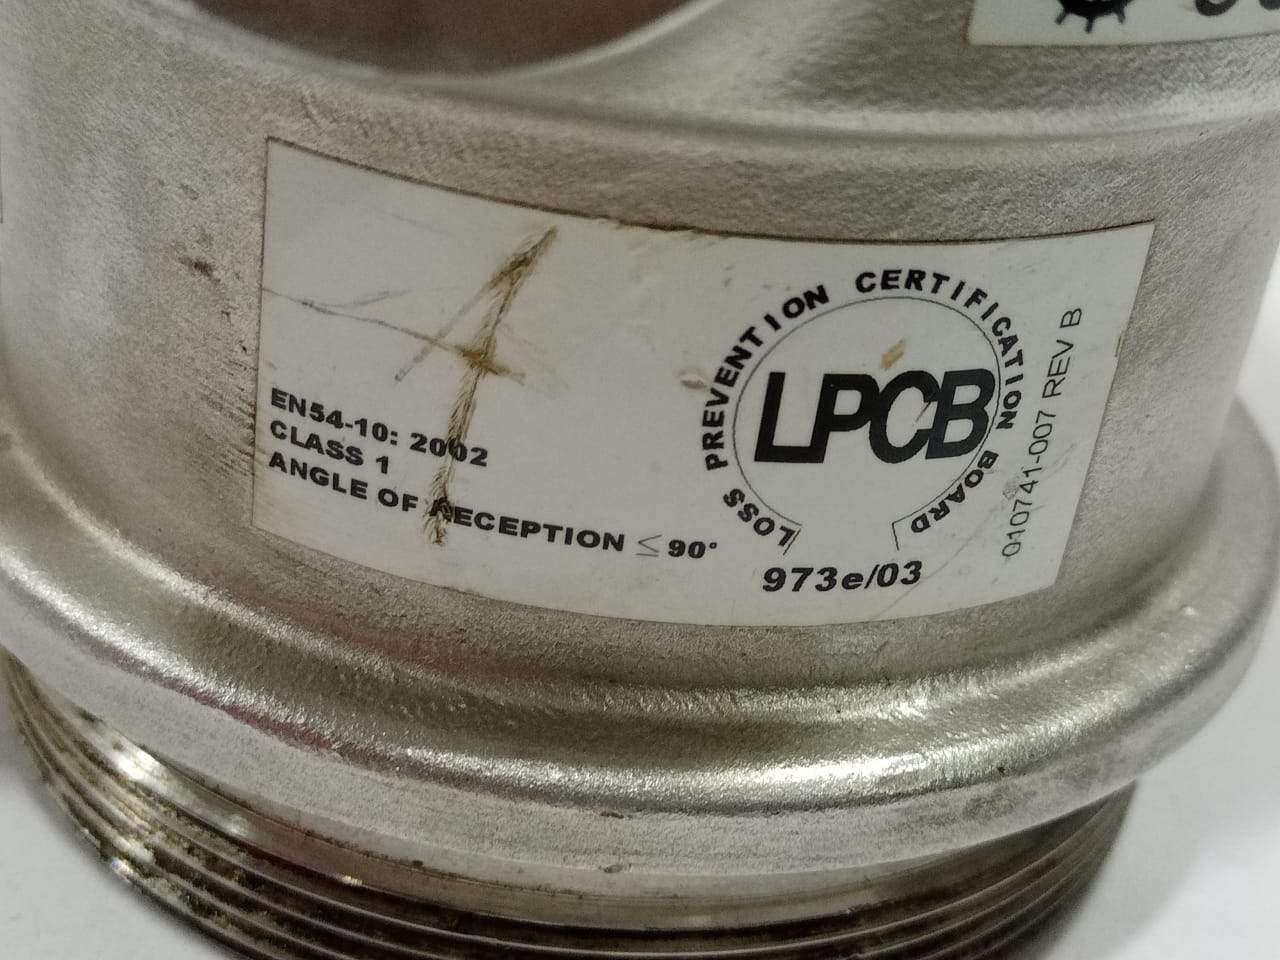 EN54-10: 2002
CLASS 1
ANGLE OF RECEPTION ≤ 90°
LOSS PREVENTION CERTIFICATION BOARD
LPCB
973e/03
010741-007 REV B